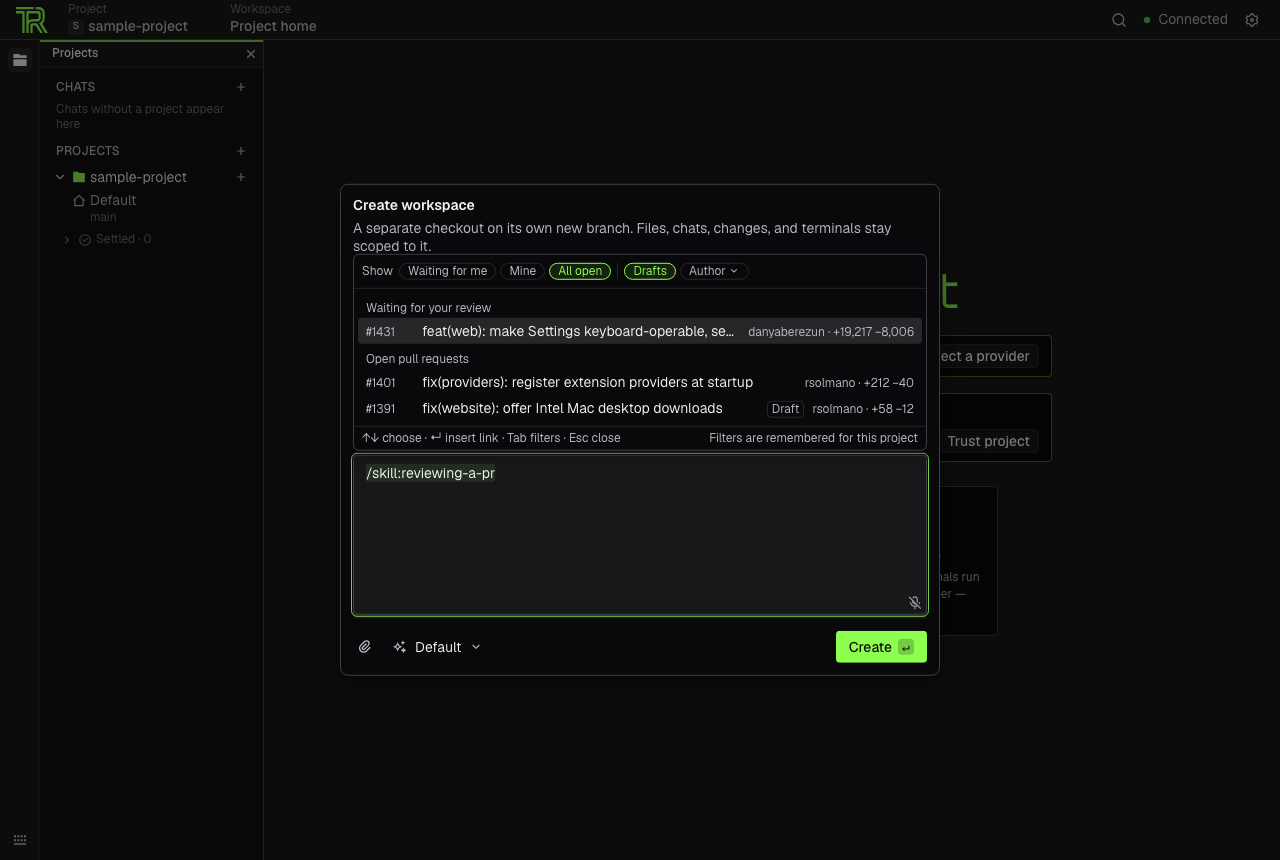 Project
Workspace
S sample-project
Project home
Connected
Projects
CHATS
Chats without a project appear
here
PROJECTS
sample-project
Default
main
Settled · 0
t
ect a provider
Trust project
nals run
er —
Create workspace
A separate checkout on its own new branch. Files, chats, changes, and terminals stay
scoped to it.
Show Waiting for me Mine All open Drafts Author
Waiting for your review
#1431 feat(web): make Settings keyboard-operable, se… danyaberezun · +19,217 −8,006
Open pull requests
#1401 fix(providers): register extension providers at startup rsolmano · +212 −40
#1391 fix(website): offer Intel Mac desktop downloads Draft rsolmano · +58 −12
↑↓ choose · ↵ insert link · Tab filters · Esc close Filters are remembered for this project
/skill:reviewing-a-pr
Default
Create ↵